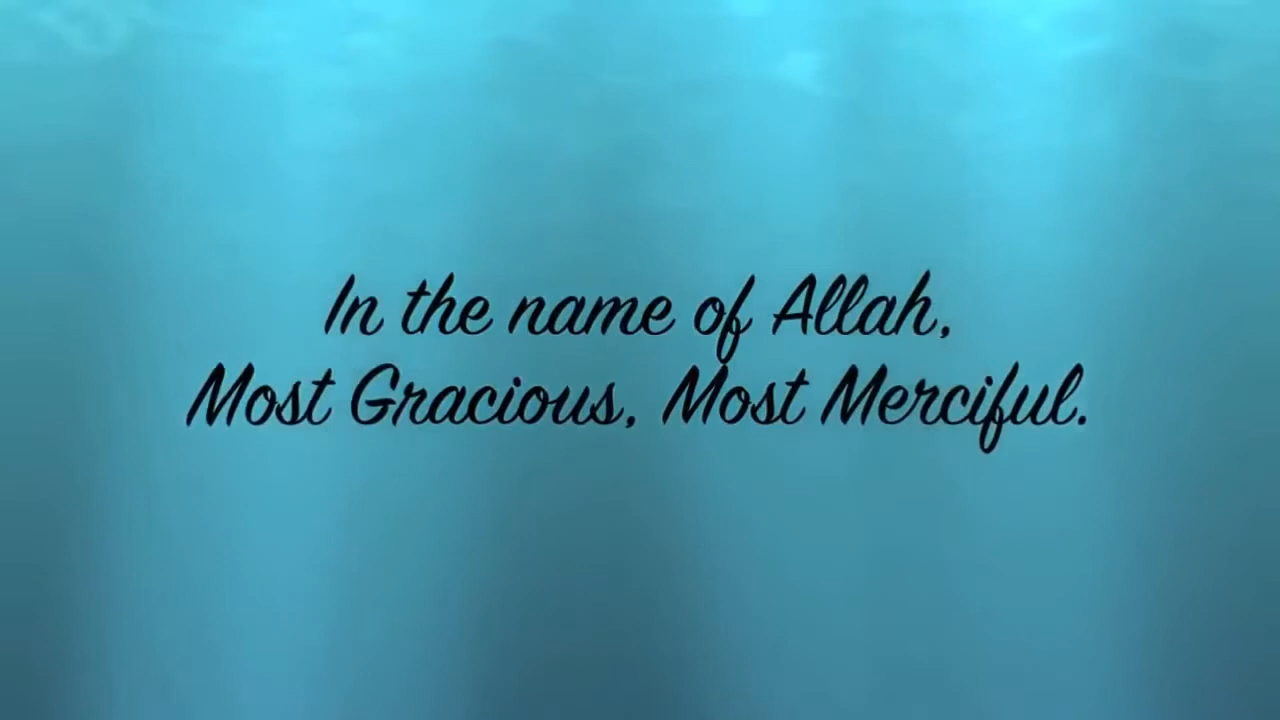 In the name of Allah,
Most Gracious, Most Merciful.